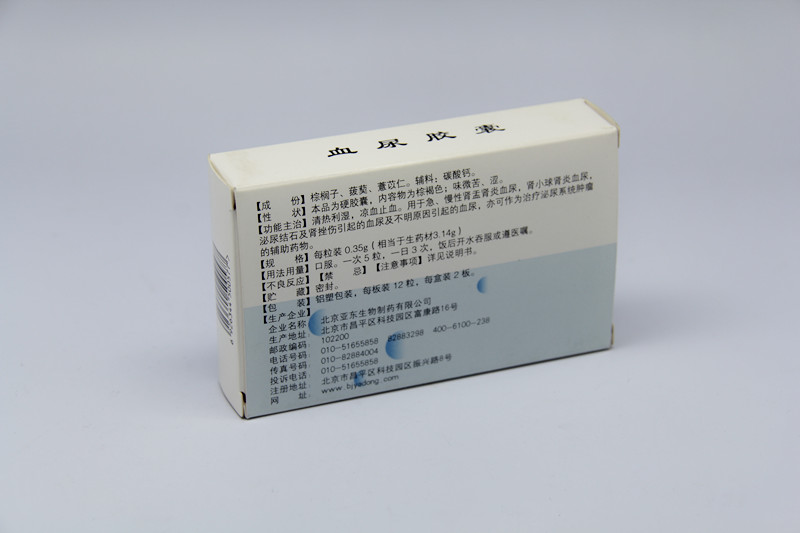 血尿胶囊
【成　份】棕榈子、菝葜、薏苡仁。辅料：碳酸钙。
【性　状】本品为硬胶囊，内容物为棕褐色；味微苦、涩。
【功能主治】清热利湿，凉血止血。用于急、慢性肾盂肾炎血尿，肾小球肾炎血尿，
泌尿结石及肾挫伤引起的血尿及不明原因引起的血尿，亦可作为治疗泌尿系统肿瘤
的辅助药物。
【规　格】每粒装 0.35g（相当于生药材3.14g）
【用法用量】口服。一次 5 粒，一日 3 次，饭后开水吞服或遵医嘱。
【不良反应】【禁　忌】【注意事项】详见说明书。
【贮　藏】密封。
【包　装】铝塑包装，每板装 12 粒，每盒装 2 板。
【生产企业】
企业名称：北京亚东生物制药有限公司
生产地址：北京市昌平区科技园区富康路16号
邮政编码：102200
电话号码：010-51655858 82883298 400-6100-238
传真号码：010-82884004
投诉电话：010-51655858
注册地址：北京市昌平区科技园区振兴路8号
网　址：www.bjyadong.com